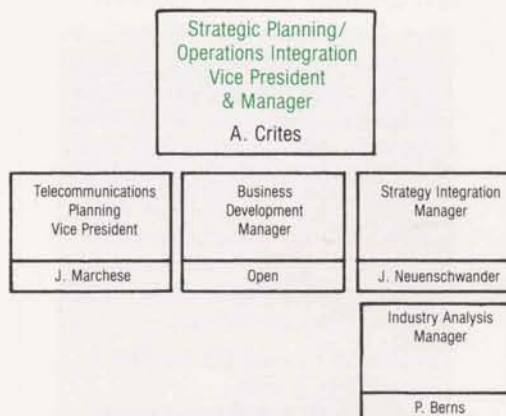 Strategic Planning/
Operations Integration
Vice President
& Manager
A. Crites
Telecommunications
Planning
Vice President
J. Marchese
Business
Development
Manager
Open
Strategy Integration
Manager
J. Neuenschwander
Industry Analysis
Manager
P. Berns